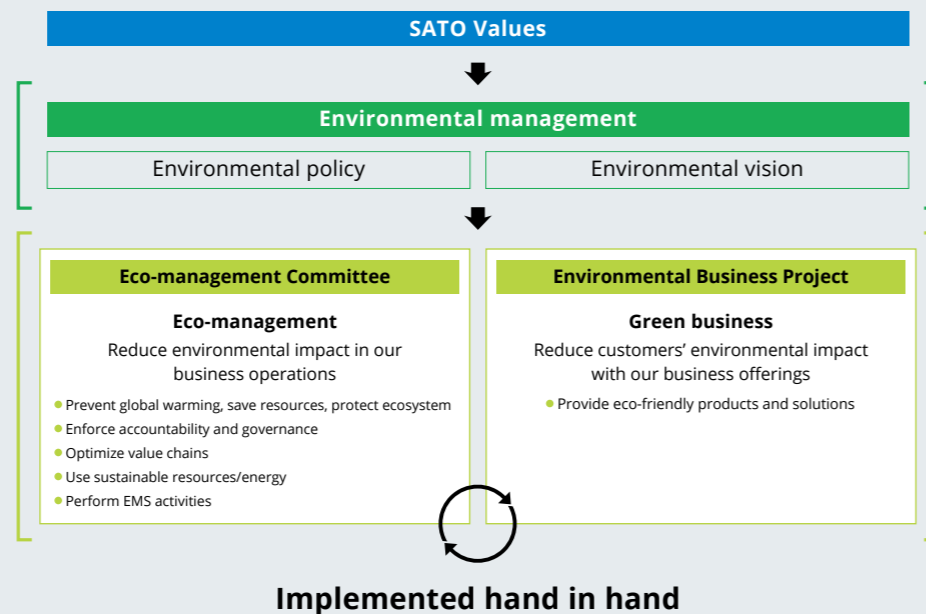 SATO Values
Environmental management
Environmental policy
Environmental vision
Eco-management Committee
Eco-management
Reduce environmental impact in our
business operations
• Prevent global warming, save resources, protect ecosystem
• Enforce accountability and governance
• Optimize value chains
• Use sustainable resources/energy
• Perform EMS activities
Environmental Business Project
Green business
Reduce customers’ environmental impact
with our business offerings
• Provide eco-friendly products and solutions
Implemented hand in hand